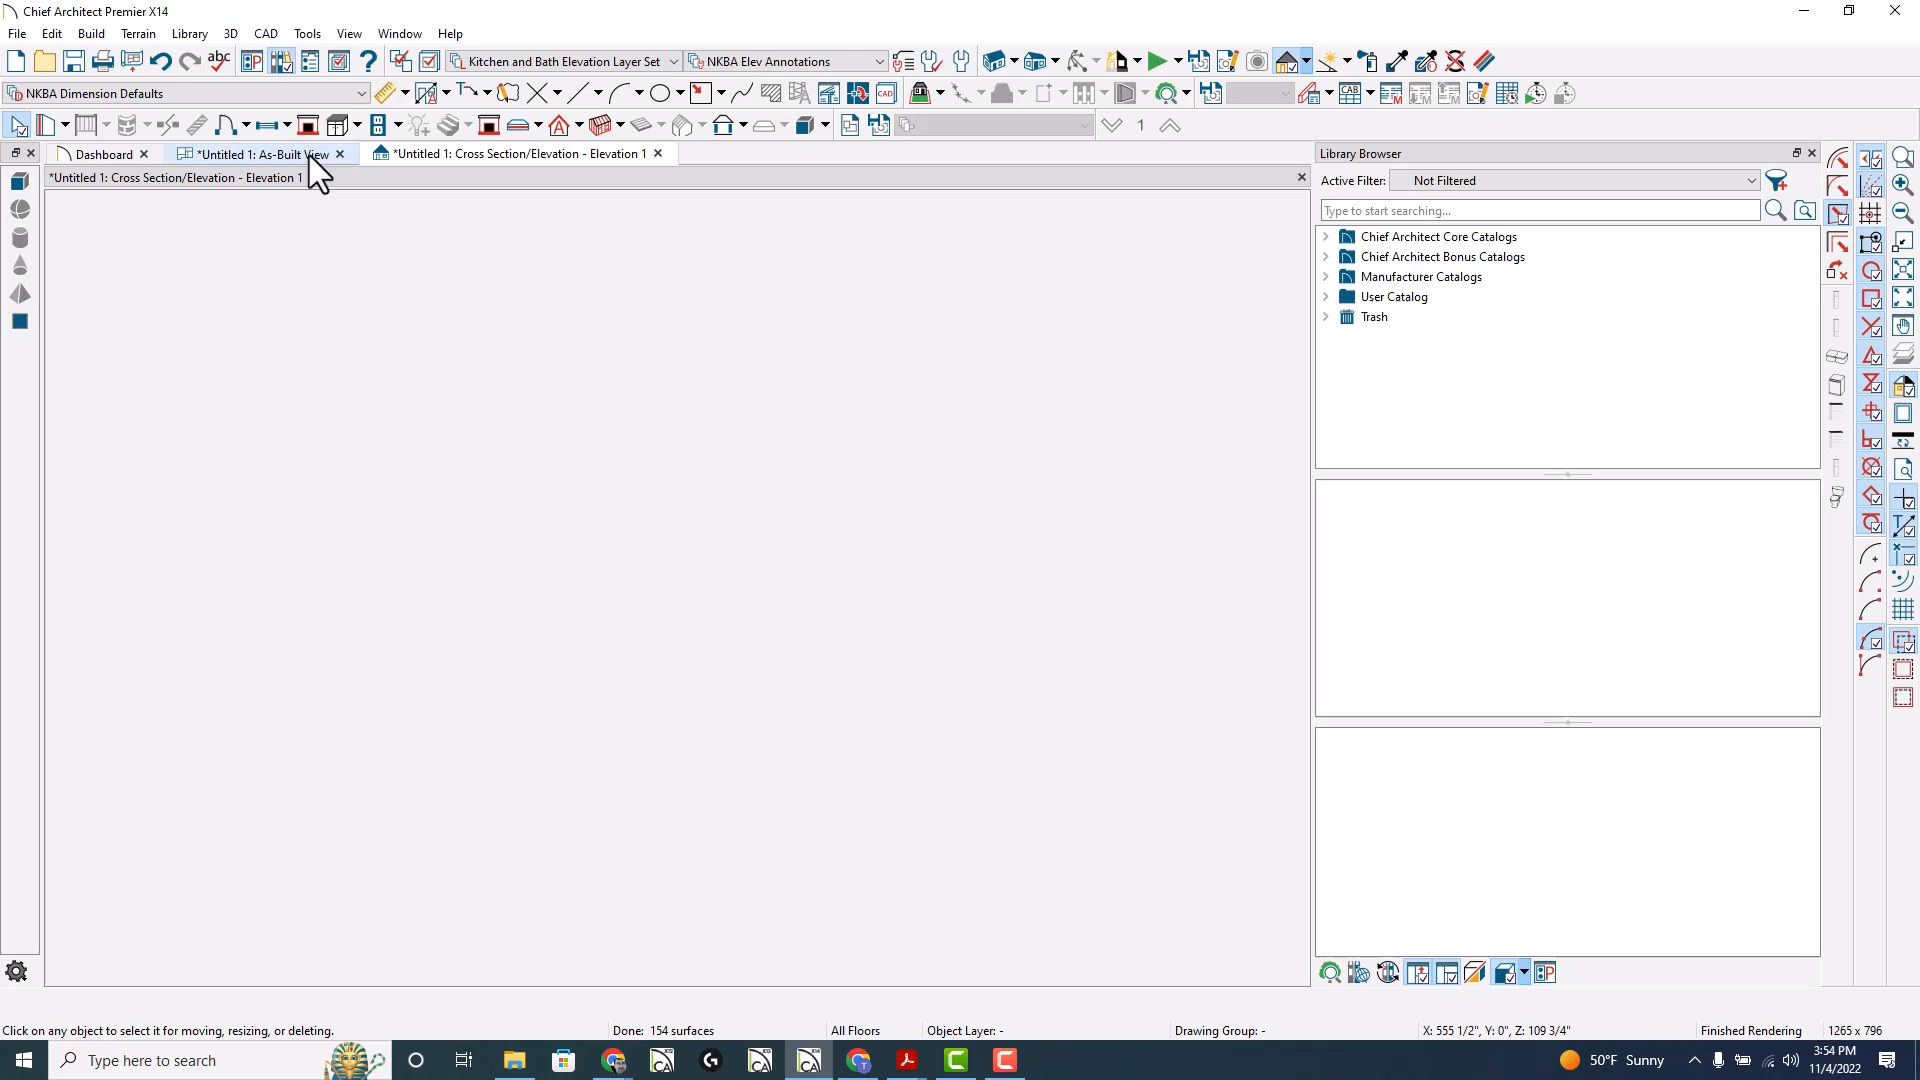 Chief Architect Premier X14
File Edit Build Terrain Library 3D CAD Tools View Window Help
Kitchen and Bath Elevation Layer Set NKBA Elev Annotations
NKBA Dimension Defaults
CAD CAB
1
Dashboard *Untitled 1: As-Built View *Untitled 1: Cross Section/Elevation - Elevation 1
*Untitled 1: Cross Section/Elevation - Elevation 1
Library Browser
Active Filter: Not Filtered
Type to start searching...
Chief Architect Core Catalogs
Chief Architect Bonus Catalogs
Manufacturer Catalogs
User Catalog
Trash
Click on any object to select it for moving, resizing, or deleting. Done: 154 surfaces All Floors Object Layer: - Drawing Group: - X: 555 1/2", Y: 0", Z: 109 3/4" Finished Rendering 1265 x 796
Type here to search
50°F Sunny
3:54 PM
11/4/2022